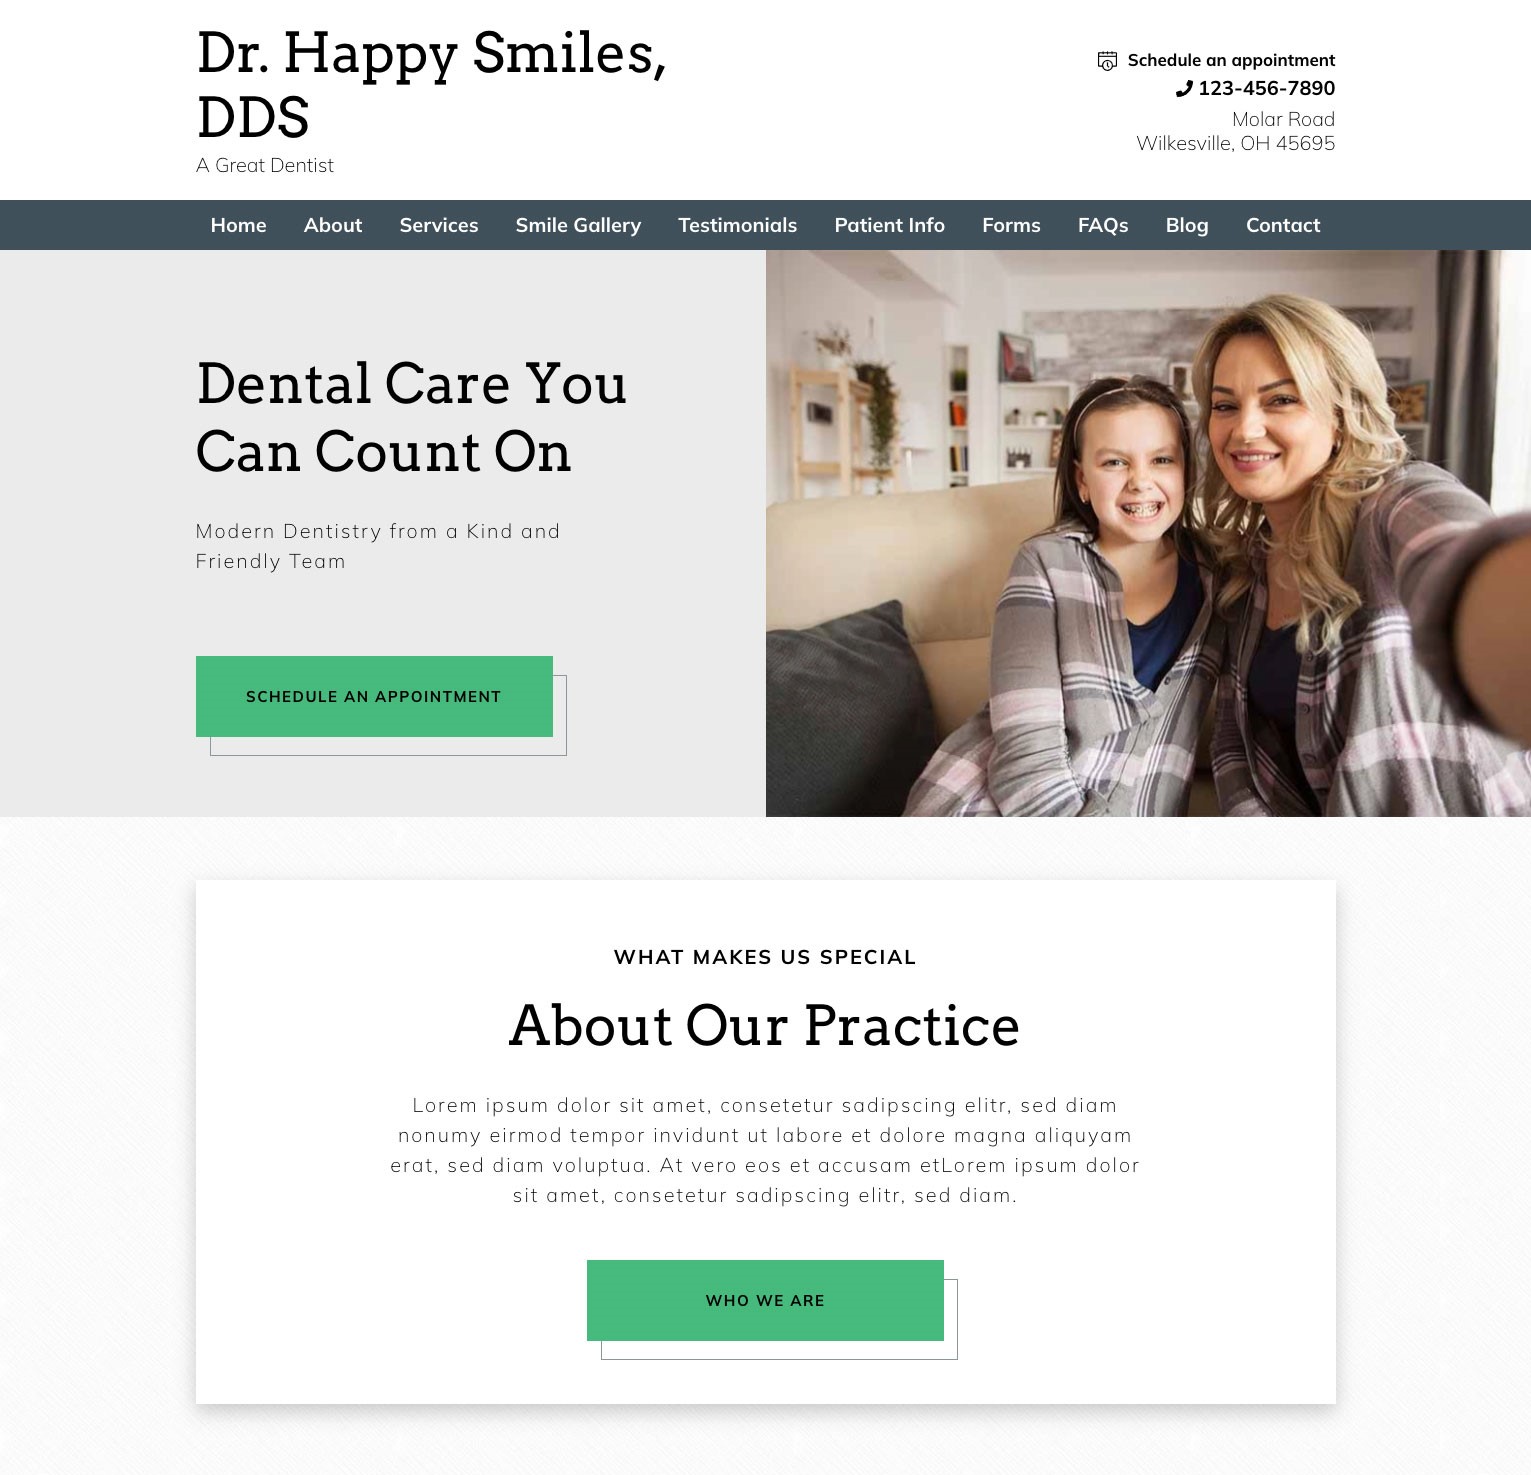 Dr. Happy Smiles,
DDS
A Great Dentist
Schedule an appointment
123-456-7890
Molar Road
Wilkesville, OH 45695
Home About Services Smile Gallery Testimonials Patient Info Forms FAQs Blog Contact
Dental Care You
Can Count On
Modern Dentistry from a Kind and
Friendly Team
SCHEDULE AN APPOINTMENT
WHAT MAKES US SPECIAL
About Our Practice
Lorem ipsum dolor sit amet, consetetur sadipscing elitr, sed diam
nonumy eirmod tempor invidunt ut labore et dolore magna aliquyam
erat, sed diam voluptua. At vero eos et accusam etLorem ipsum dolor
sit amet, consetetur sadipscing elitr, sed diam.
WHO WE ARE